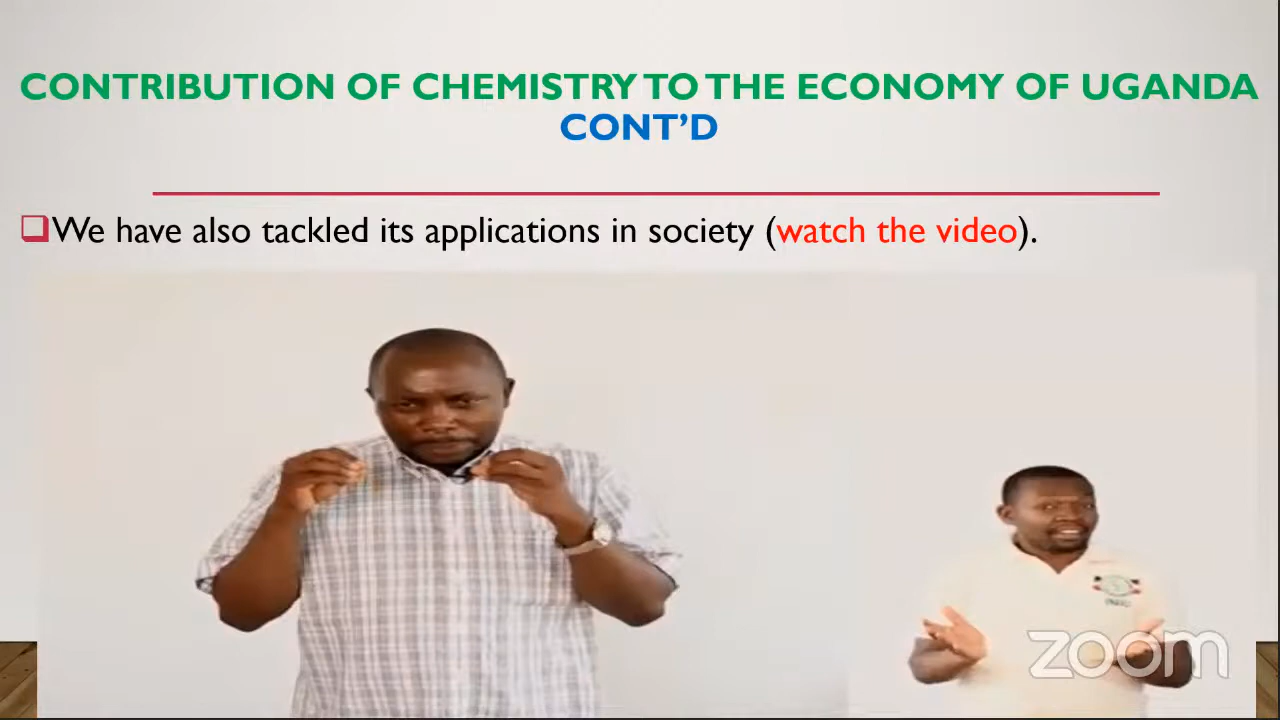 CONTRIBUTION OF CHEMISTRY TO THE ECONOMY OF UGANDA
CONT'D
We have also tackled its applications in society (watch the video).
zoom